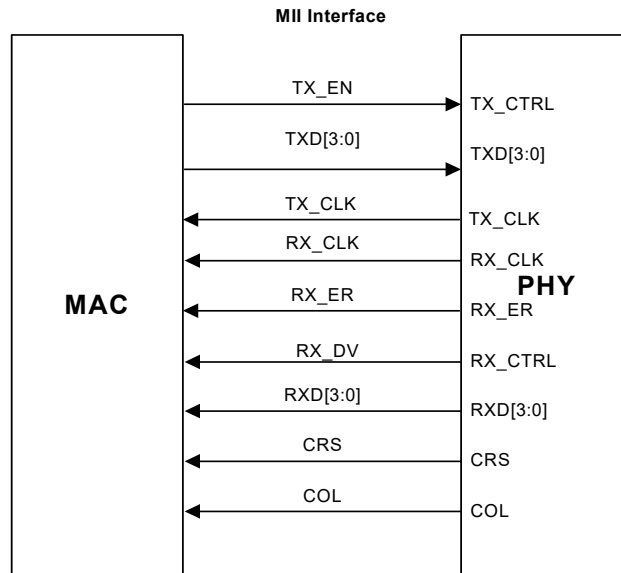 MII Interface
TX_EN
TX_CTRL
TXD[3:0]
TXD[3:0]
TX_CLK
TX_CLK
RX_CLK
RX_CLK
MAC
PHY
RX_ER
RX_ER
RX_DV
RX_CTRL
RXD[3:0]
RXD[3:0]
CRS
CRS
COL
COL